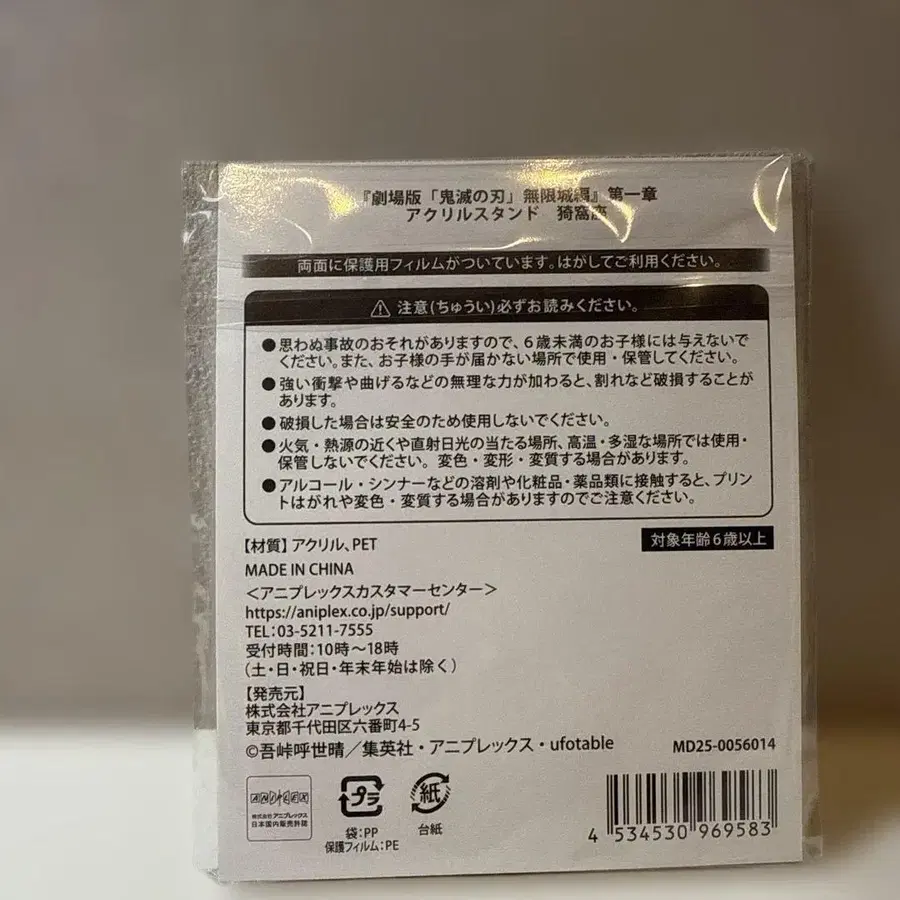 『劇場版「鬼滅の刃」無限城編』第一章
アクリルスタンド 猗窩座
両面に保護用フィルムがついています。はがしてご利用ください。
注意(ちゅうい)必ずお読みください。
●思わぬ事故のおそれがありますので、6歳未満のお子様には与えないで
ください。また、お子様の手が届かない場所で使用・保管してください。
●強い衝撃や曲げるなどの無理な力が加わると、割れなど破損することが
あります。
●破損した場合は安全のため使用しないでください。
●火気・熱源の近くや直射日光の当たる場所、高温・多湿な場所では使用・
保管しないでください。変色・変形・変質する場合があります。
●アルコール・シンナーなどの溶剤や化粧品・薬品類に接触すると、プリン
トはがれや変色・変質する場合がありますのでご注意ください。
【材質】アクリル、PET
対象年齢6歳以上
MADE IN CHINA
<アニプレックスカスタマーセンター>
https://aniplex.co.jp/support/
TEL:03-5211-7555
受付時間:10時〜18時
(土・日・祝日・年末年始は除く)
【発売元】
株式会社アニプレックス
東京都千代田区六番町4-5
©吾峠呼世晴/集英社・アニプレックス・ufotable
MD25-0056014
ANIPLEX
株式会社アニプレックス
日本国内販売許諾
プラ
袋:PP
保護フィルム:PE
紙
台紙
4 534530 969583